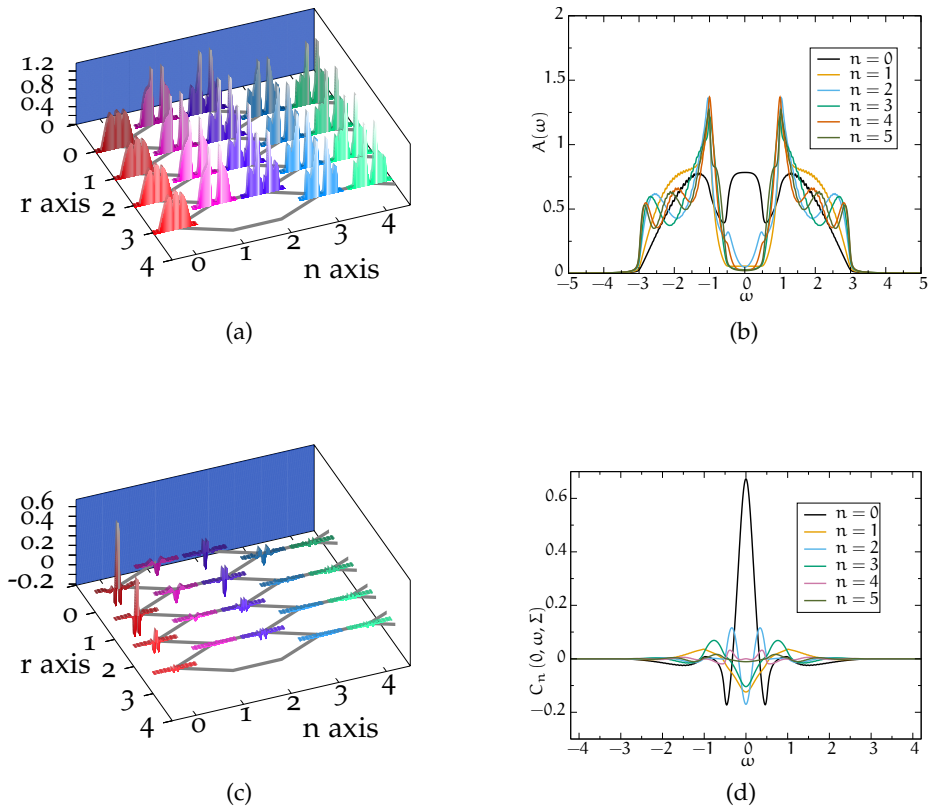 1.2
0.8
0.4
0
0
1
2
3
4
r axis
0
1
2
3
4
n axis
(a)
2
1.5
1
0.5
0
A(ω)
−5 −4 −3 −2 −1 0 1 2 3 4 5
ω
n = 0
n = 1
n = 2
n = 3
n = 4
n = 5
(b)
0.6
0.4
0.2
0
-0.2
0
1
2
3
4
r axis
0
1
2
3
4
n axis
(c)
0.6
0.4
0.2
0
−0.2
C_n (0, ω, Σ)
−4 −3 −2 −1 0 1 2 3 4
ω
n = 0
n = 1
n = 2
n = 3
n = 4
n = 5
(d)